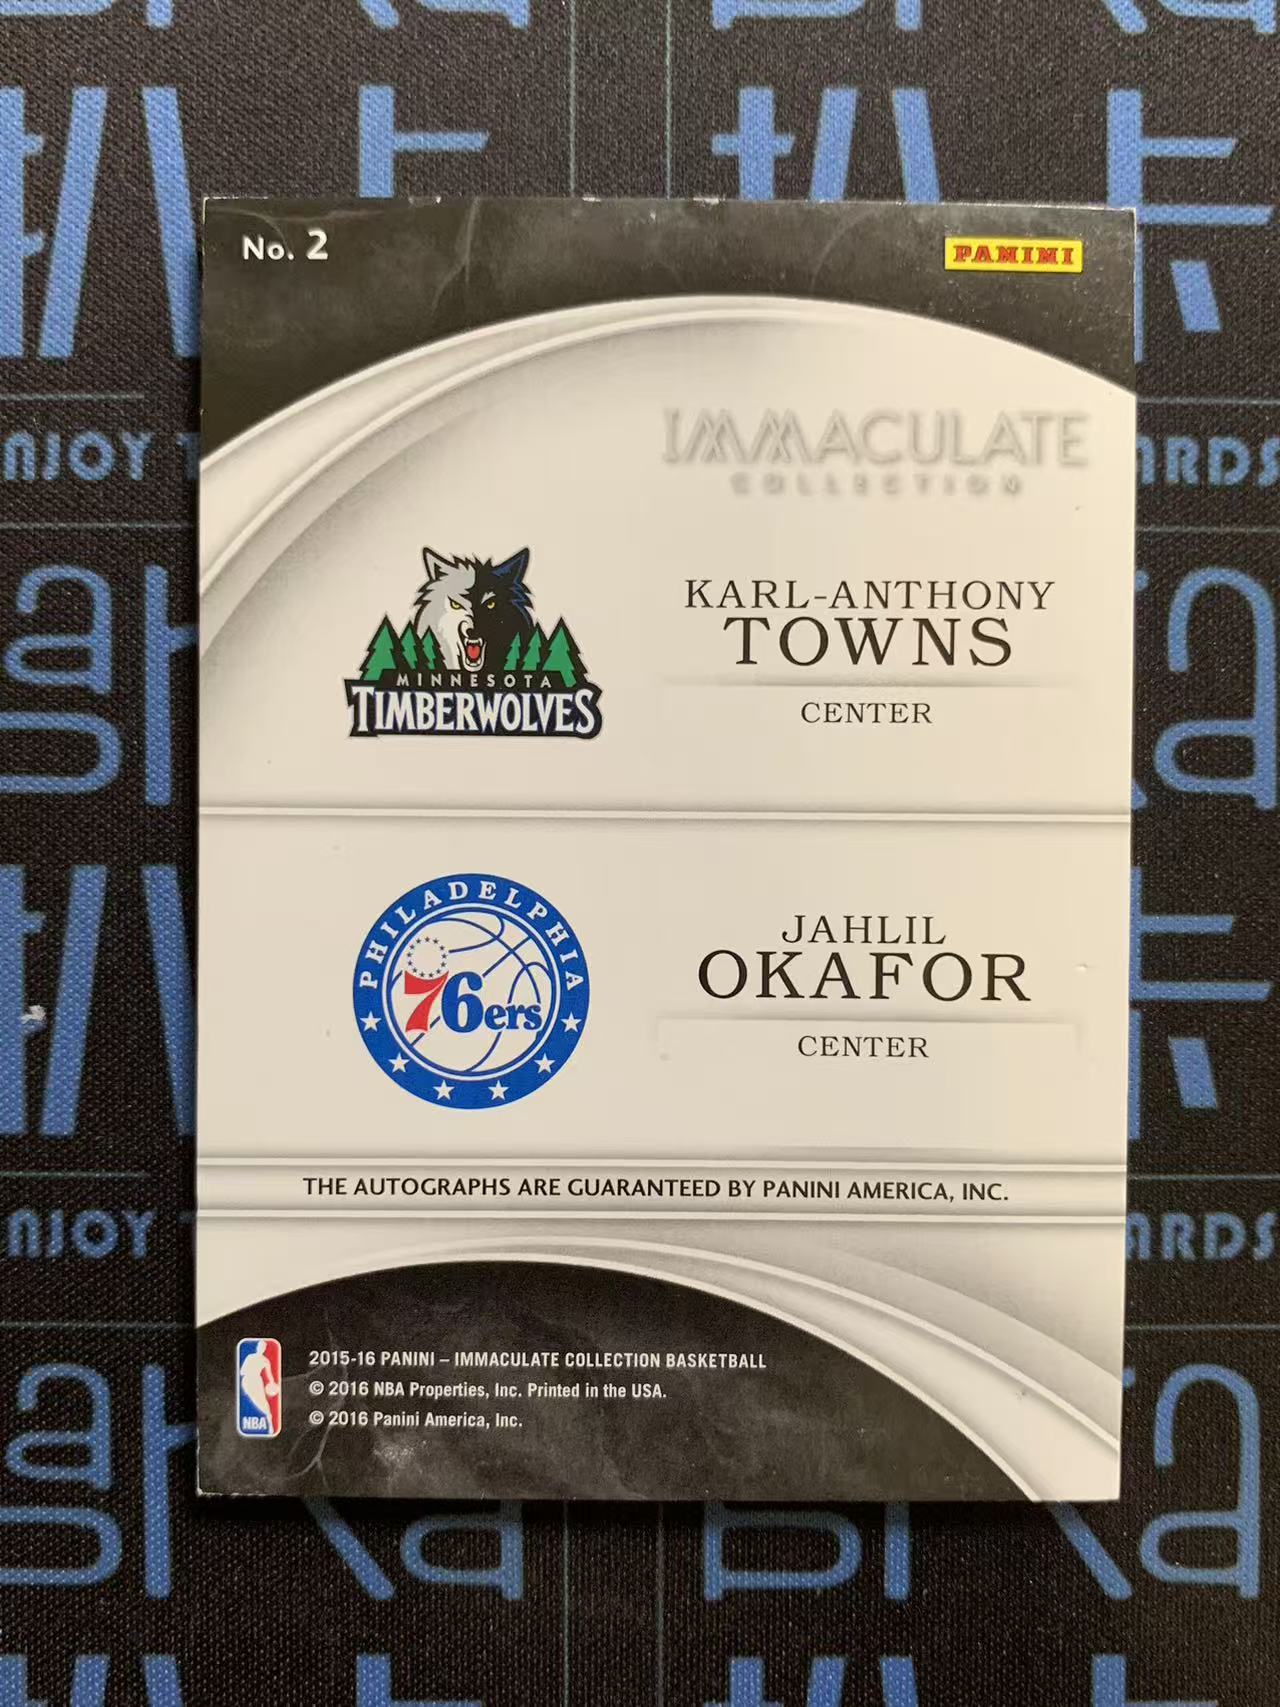 No. 2
PANINI
IMMACULATE
COLLECTION
KARL-ANTHONY
TOWNS
CENTER
MINNESOTA
TIMBERWOLVES
JAHLIL
OKAFOR
CENTER
PHILADELPHIA
76ers
THE AUTOGRAPHS ARE GUARANTEED BY PANINI AMERICA, INC.
2015-16 PANINI – IMMACULATE COLLECTION BASKETBALL
© 2016 NBA Properties, Inc. Printed in the USA.
© 2016 Panini America, Inc.
NBA